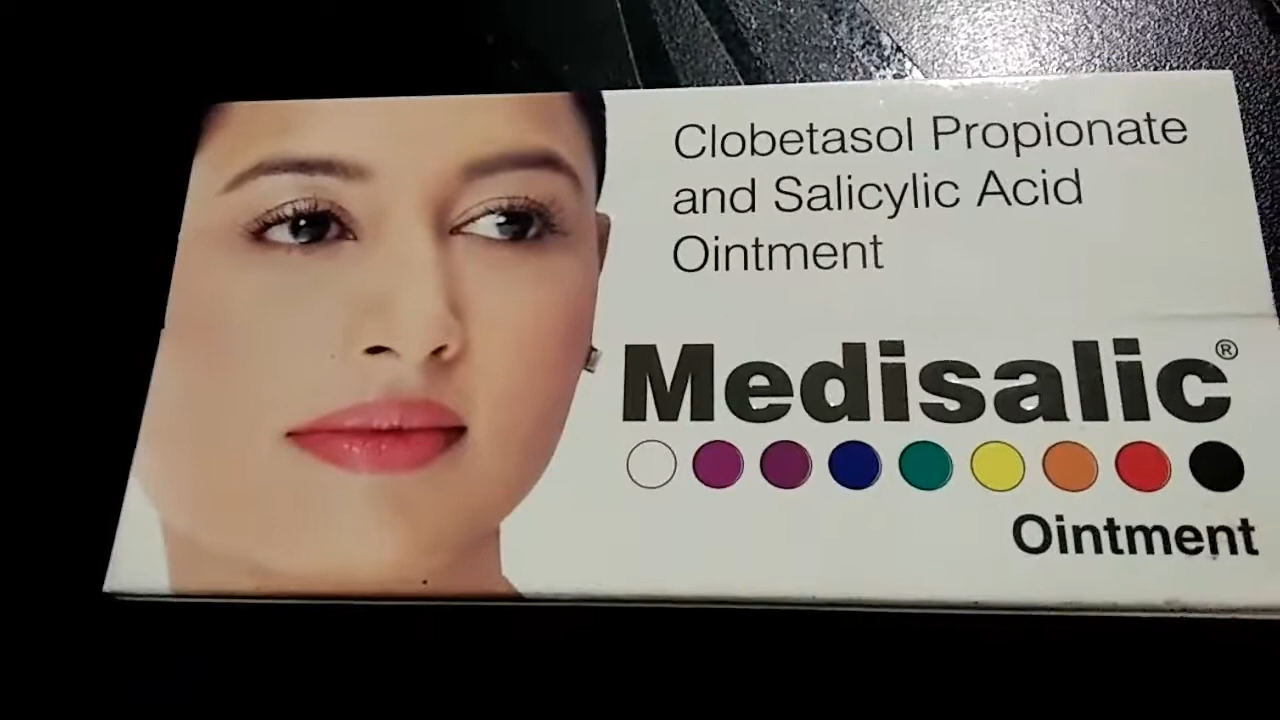 Clobetasol Propionate
and Salicylic Acid
Ointment
Medisalic®
Ointment